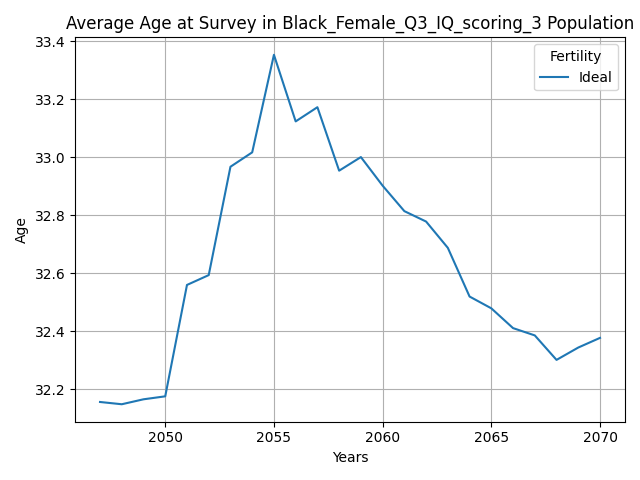 Average Age at Survey in Black_Female_Q3_IQ_scoring_3 Population
33.4
33.2
33.0
32.8
32.6
32.4
32.2
Age
Fertility
Ideal
2050 2055 2060 2065 2070
Years